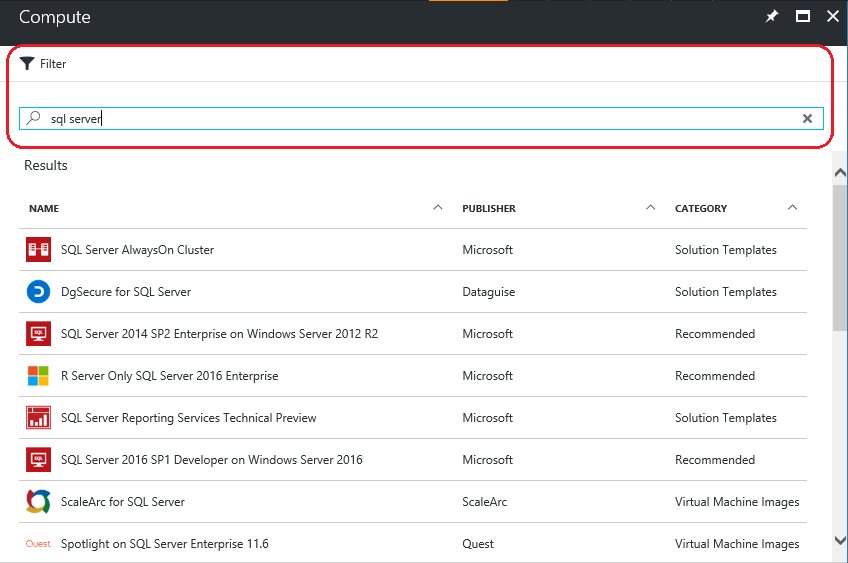 Compute
Filter
sql server
Results
NAME PUBLISHER CATEGORY
SQL Server AlwaysOn Cluster Microsoft Solution Templates
DgSecure for SQL Server Dataguise Solution Templates
SQL SQL Server 2014 SP2 Enterprise on Windows Server 2012 R2 Microsoft Recommended
R Server Only SQL Server 2016 Enterprise Microsoft Recommended
SQL Server Reporting Services Technical Preview Microsoft Solution Templates
SQL SQL Server 2016 SP1 Developer on Windows Server 2016 Microsoft Recommended
ScaleArc for SQL Server ScaleArc Virtual Machine Images
Quest Spotlight on SQL Server Enterprise 11.6 Quest Virtual Machine Images